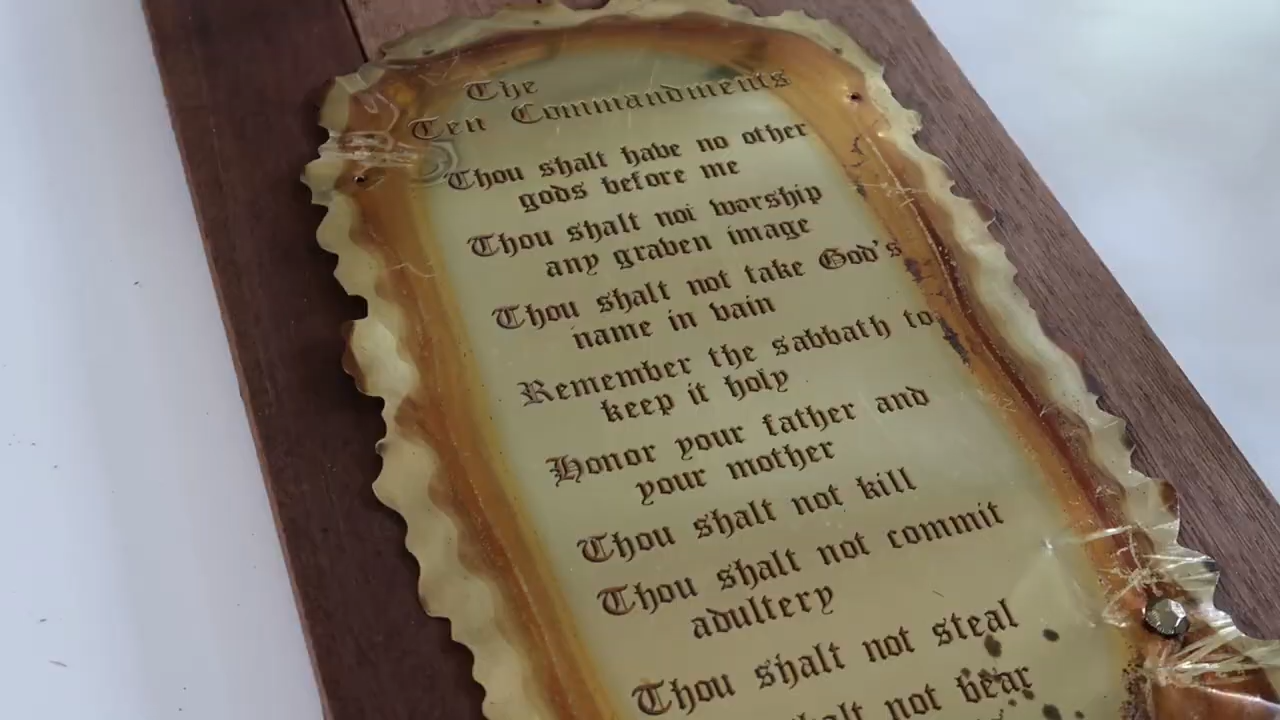 The
Ten Commandments
Thou shalt have no other
gods before me
Thou shalt not worship
any graven image
Thou shalt not take God's
name in vain
Remember the sabbath to
keep it holy
Honor your father and
your mother
Thou shalt not kill
Thou shalt not commit
adultery
Thou shalt not steal
shalt not bear